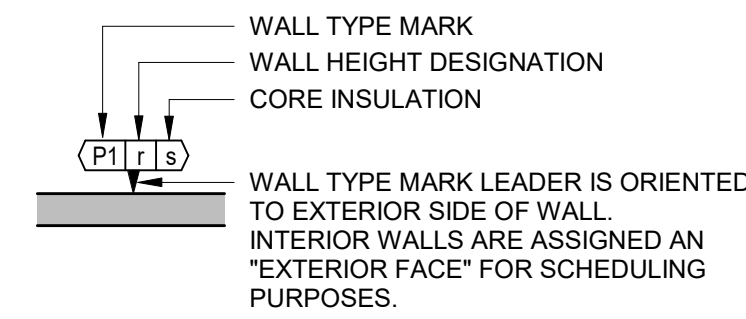 WALL TYPE MARK
WALL HEIGHT DESIGNATION
CORE INSULATION
P1 r s
WALL TYPE MARK LEADER IS ORIENTED
TO EXTERIOR SIDE OF WALL.
INTERIOR WALLS ARE ASSIGNED AN
"EXTERIOR FACE" FOR SCHEDULING
PURPOSES.